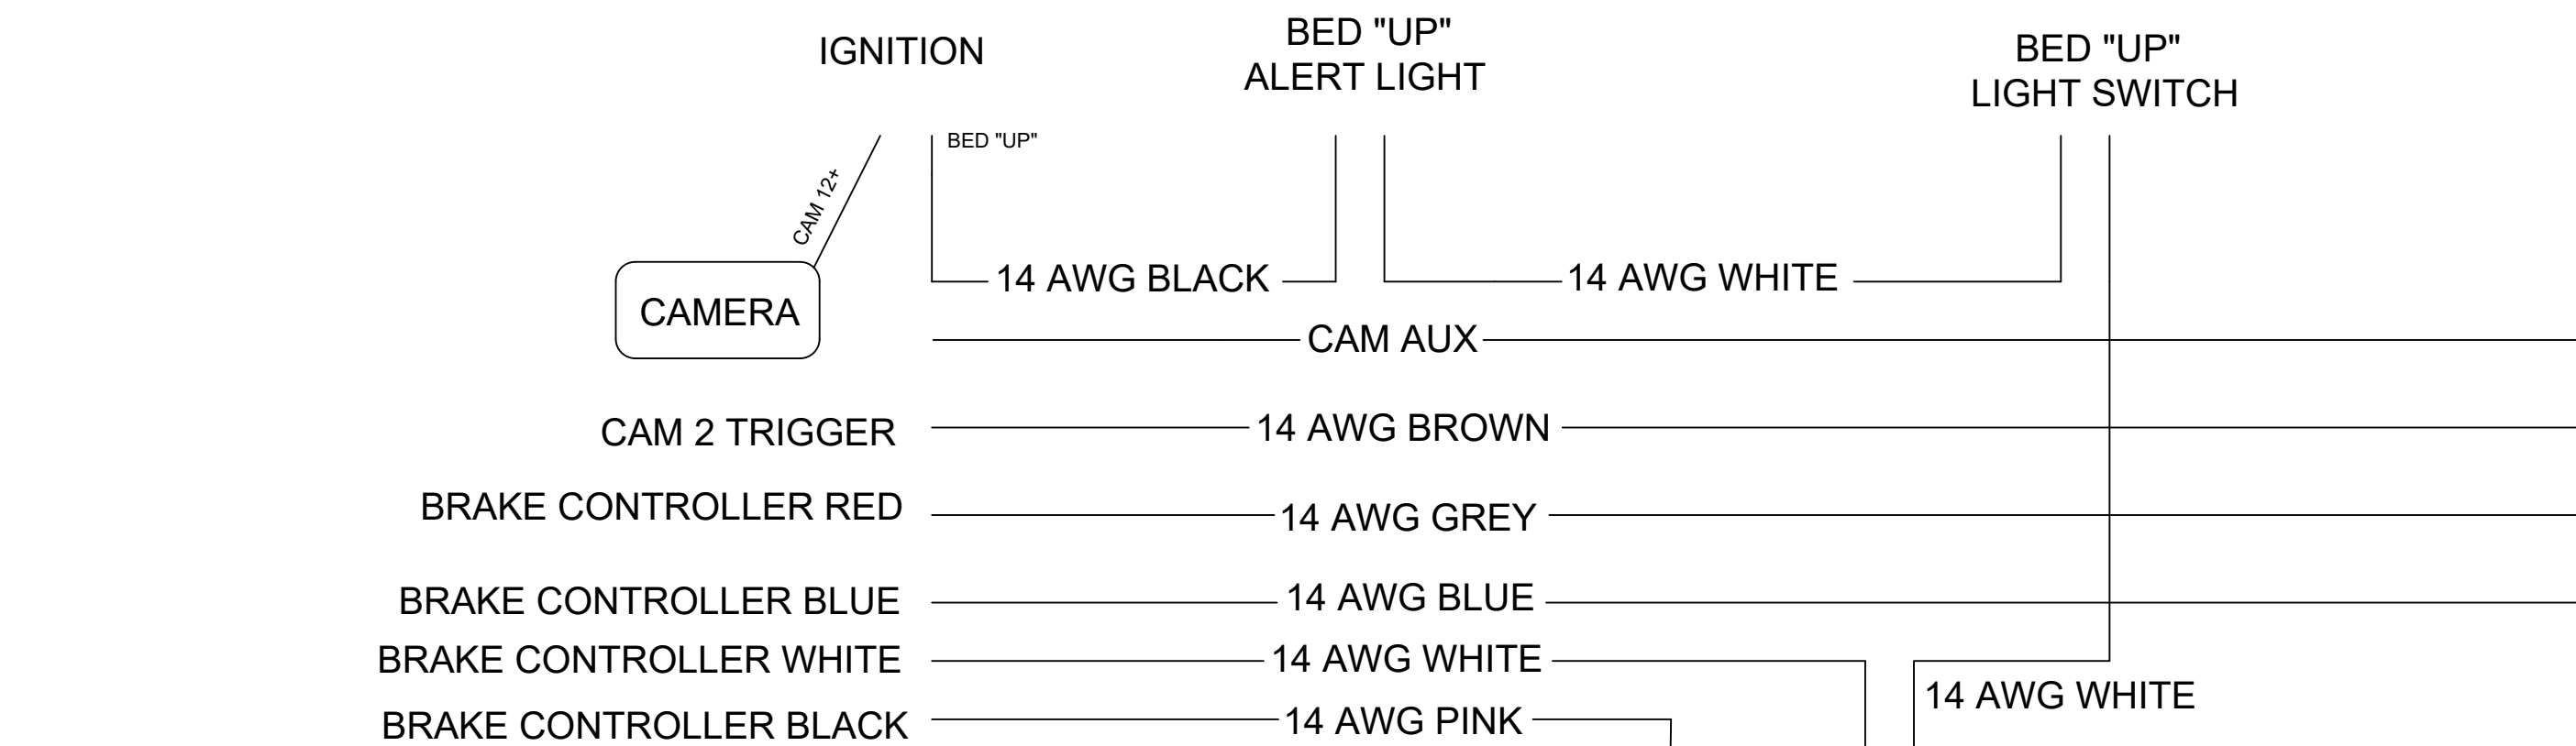 IGNITION
BED "UP"
ALERT LIGHT
BED "UP"
LIGHT SWITCH
BED "UP"
CAM 12+
14 AWG BLACK
14 AWG WHITE
CAMERA
CAM AUX
CAM 2 TRIGGER
14 AWG BROWN
BRAKE CONTROLLER RED
14 AWG GREY
BRAKE CONTROLLER BLUE
14 AWG BLUE
BRAKE CONTROLLER WHITE
14 AWG WHITE
14 AWG WHITE
BRAKE CONTROLLER BLACK
14 AWG PINK